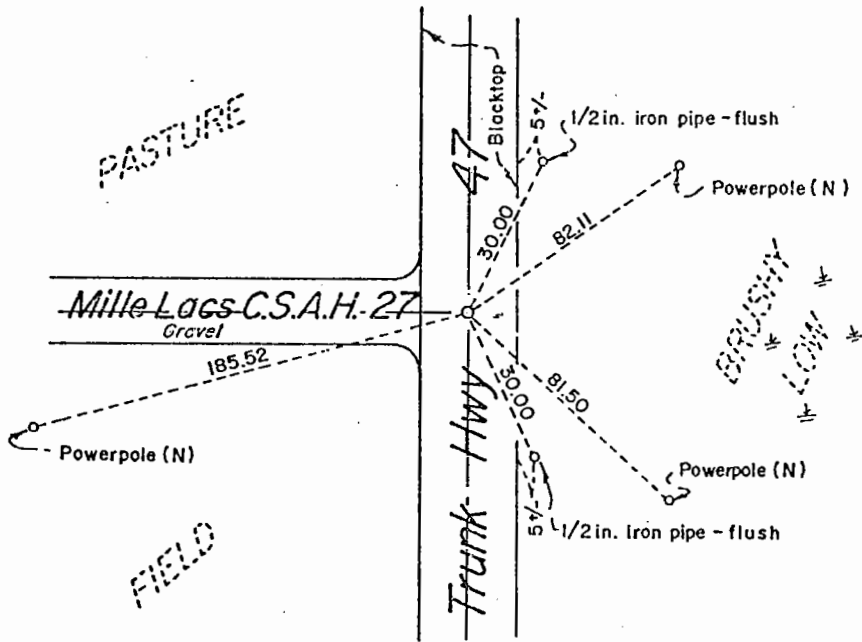 PASTURE
Blacktop
5+/-
1/2 in. iron pipe - flush
47
30.00
82.11
Powerpole (N)
Mille Lacs C.S.A.H. 27
Gravel
BRUSHY
LOW
185.52
30.00
81.50
Powerpole (N)
Trunk Hwy
Powerpole (N)
5+/-
1/2 in. iron pipe - flush
FIELD